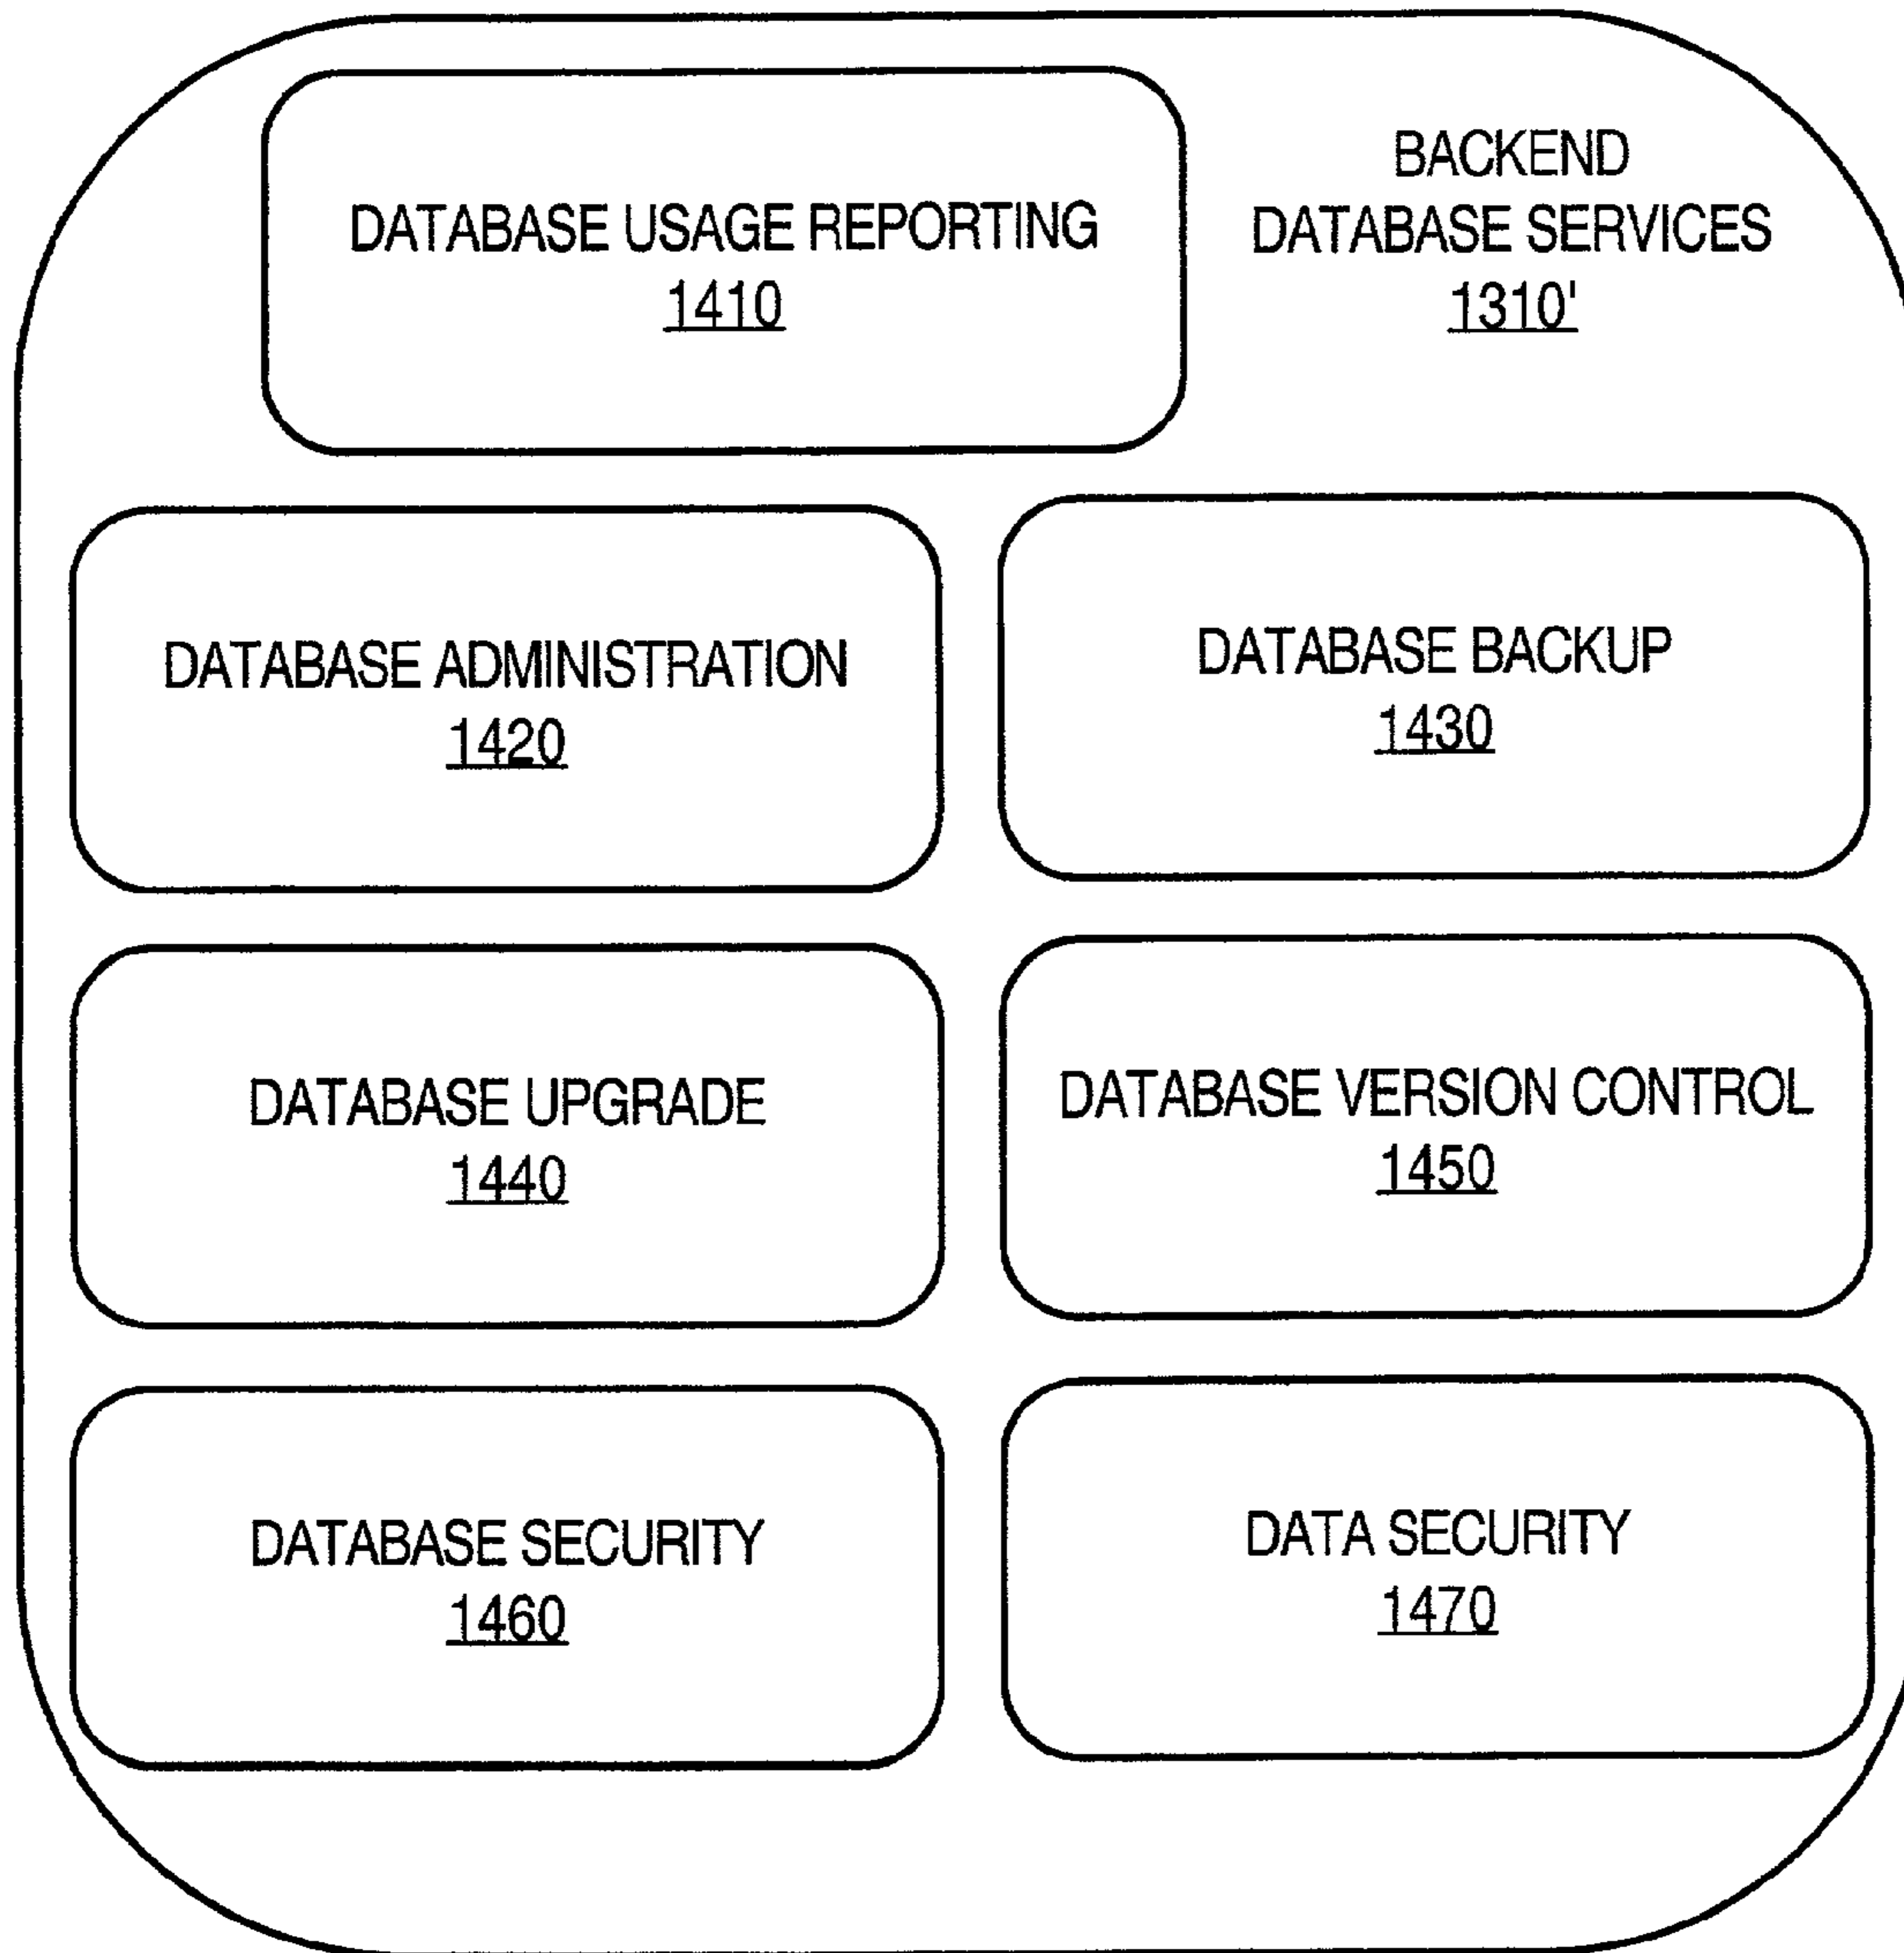 DATABASE USAGE REPORTING
1410
BACKEND
DATABASE SERVICES
1310'
DATABASE ADMINISTRATION
1420
DATABASE BACKUP
1430
DATABASE UPGRADE
1440
DATABASE VERSION CONTROL
1450
DATABASE SECURITY
1460
DATA SECURITY
1470